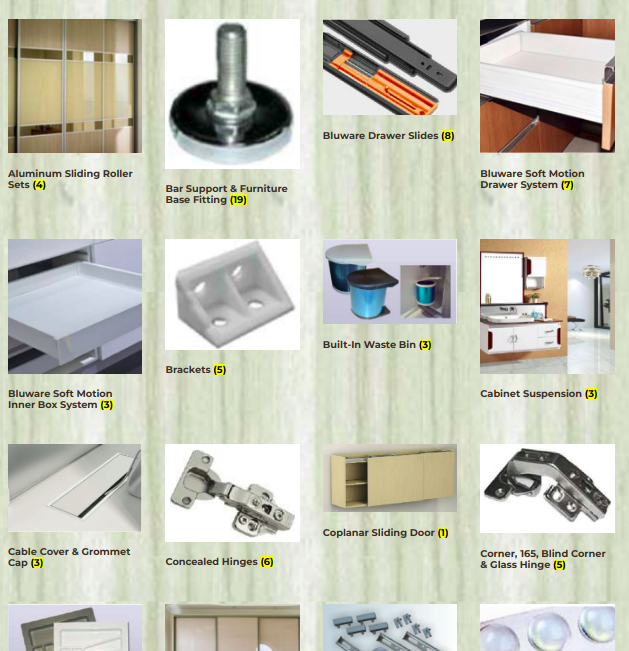 Aluminum Sliding Roller
Sets (4)
Bar Support & Furniture
Base Fitting (19)
Bluware Drawer Slides (8)
Bluware Soft Motion
Drawer System (7)
Bluware Soft Motion
Inner Box System (3)
Brackets (5)
Built-In Waste Bin (3)
Cabinet Suspension (3)
Cable Cover & Grommet
Cap (3)
Concealed Hinges (6)
Coplanar Sliding Door (1)
Corner, 165, Blind Corner
& Glass Hinge (5)